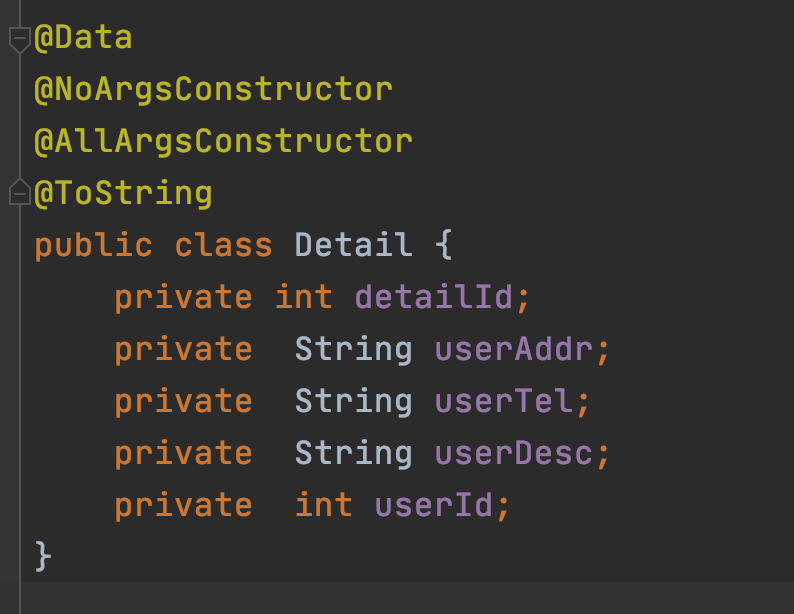 @Data
@NoArgsConstructor
@AllArgsConstructor
@ToString
public class Detail {
    private int detailId;
    private  String userAddr;
    private  String userTel;
    private  String userDesc;
    private  int userId;
}